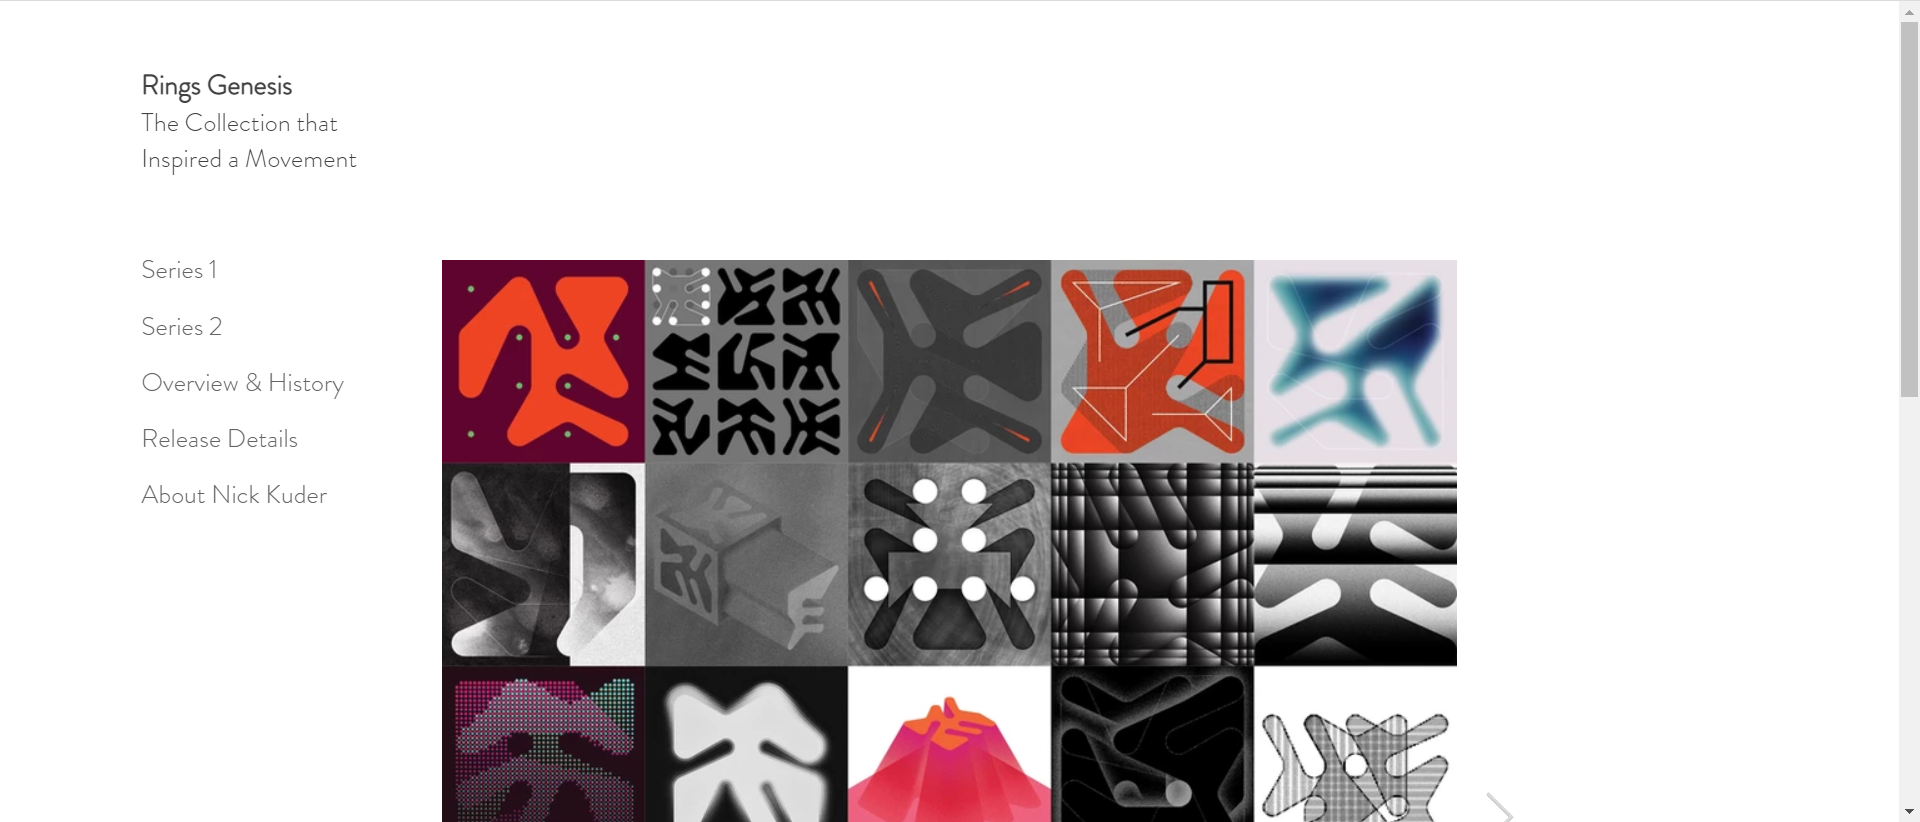 Rings Genesis
The Collection that
Inspired a Movement
Series 1
Series 2
Overview & History
Release Details
About Nick Kuder